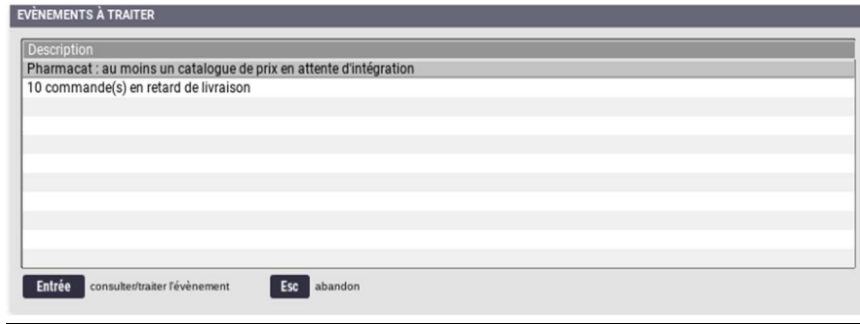 EVÈNEMENTS À TRAITER
Description
Pharmacat : au moins un catalogue de prix en attente d'intégration
10 commande(s) en retard de livraison
Entrée consulter/traiter l'évènement Esc abandon